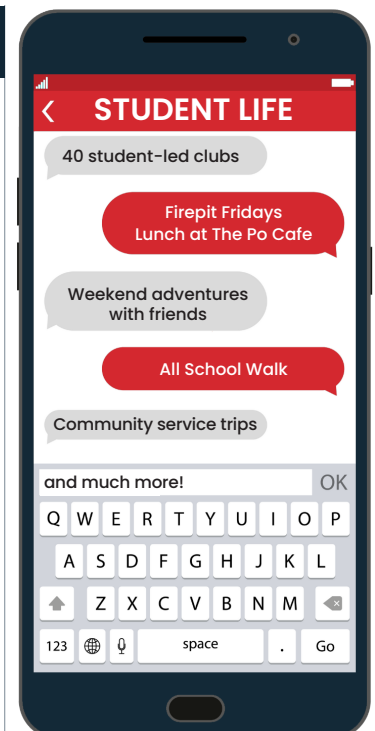 STUDENT LIFE
40 student-led clubs
Firepit Fridays
Lunch at The Po Cafe
Weekend adventures
with friends
All School Walk
Community service trips
and much more! OK
Q W E R T Y U I O P
A S D F G H J K L
Z X C V B N M
123 space . Go